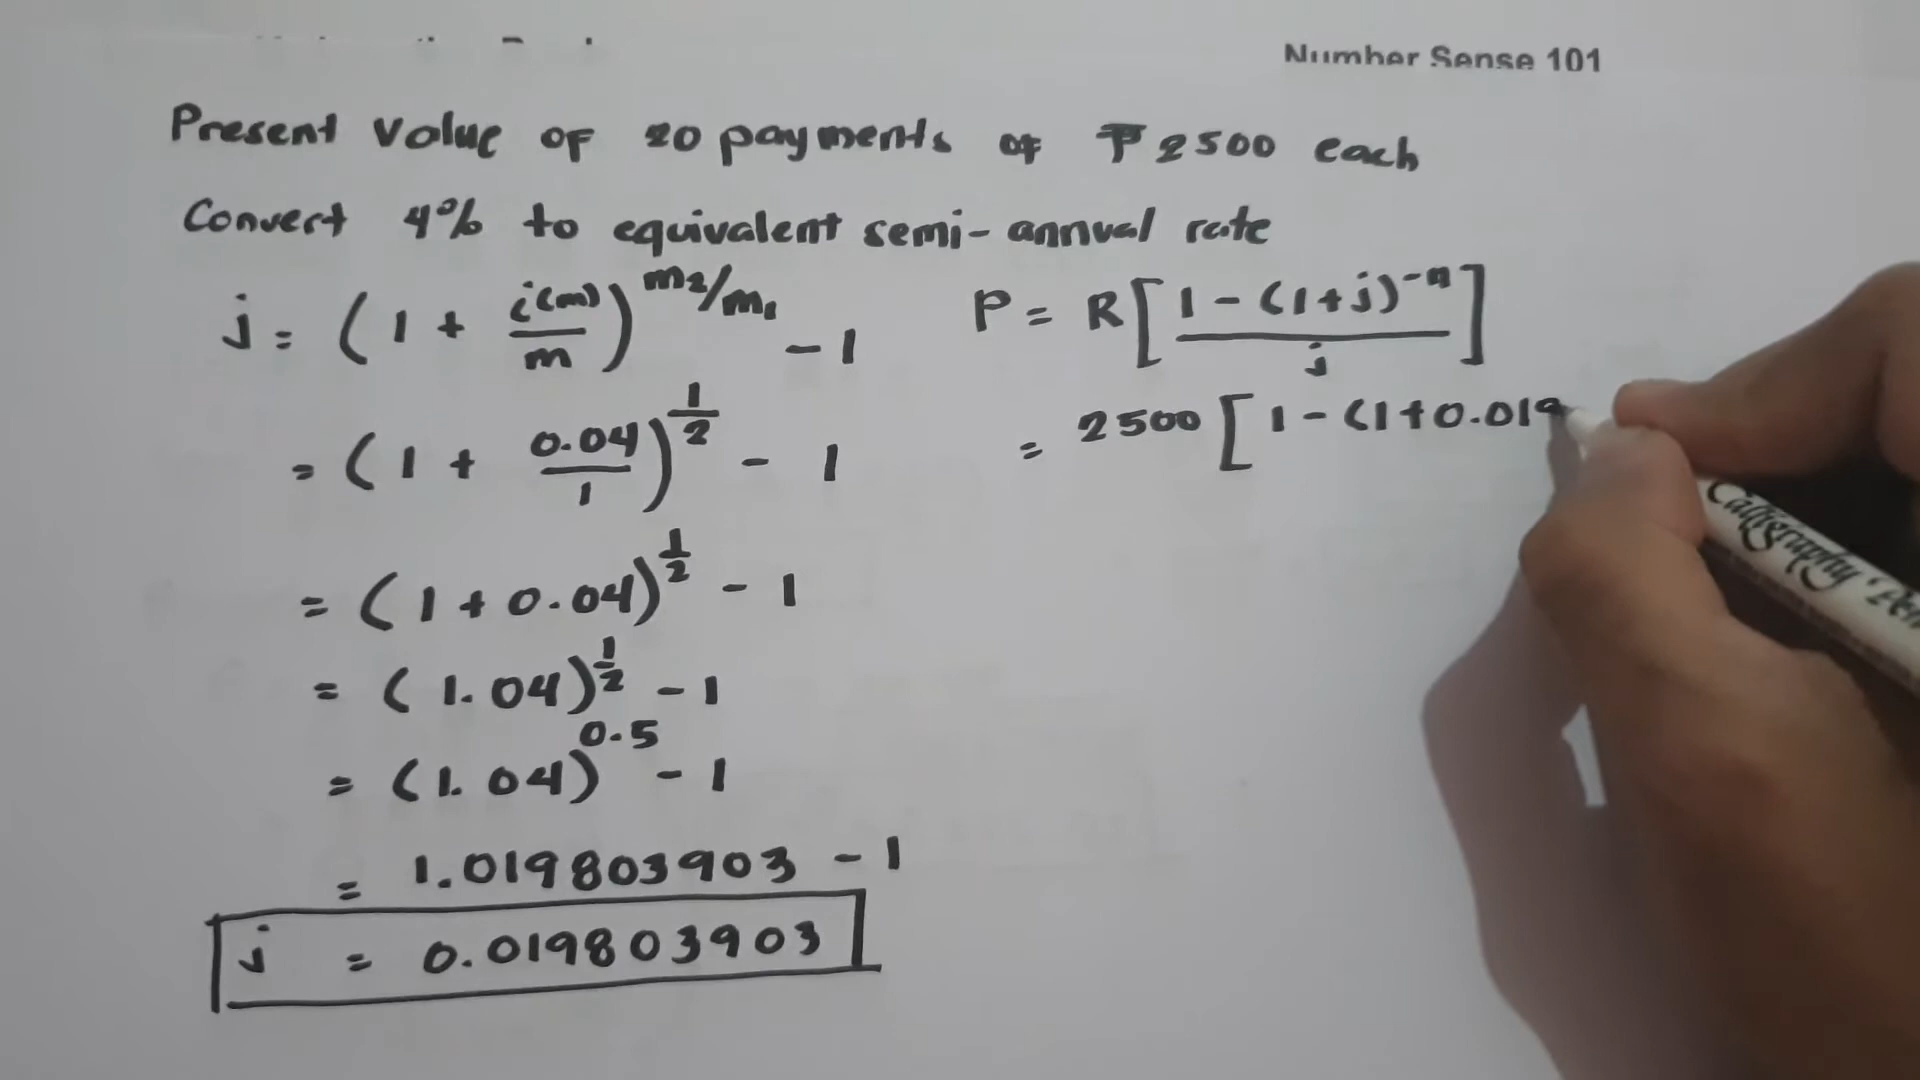 Number Sense 101
Present Value of 20 payments of ₱2500 each
Convert 4% to equivalent semi-annual rate
j = (1 + i(m)/m)^m2/m1 - 1
= (1 + 0.04/1)^1/2 - 1
= (1 + 0.04)^1/2 - 1
= (1.04)^1/2 - 1
= (1.04)^0.5 - 1
= 1.019803903 - 1
j = 0.019803903
P = R[1 - (1+j)^-n / j]
= 2500 [1 - (1+0.019
Calligraphy Pen